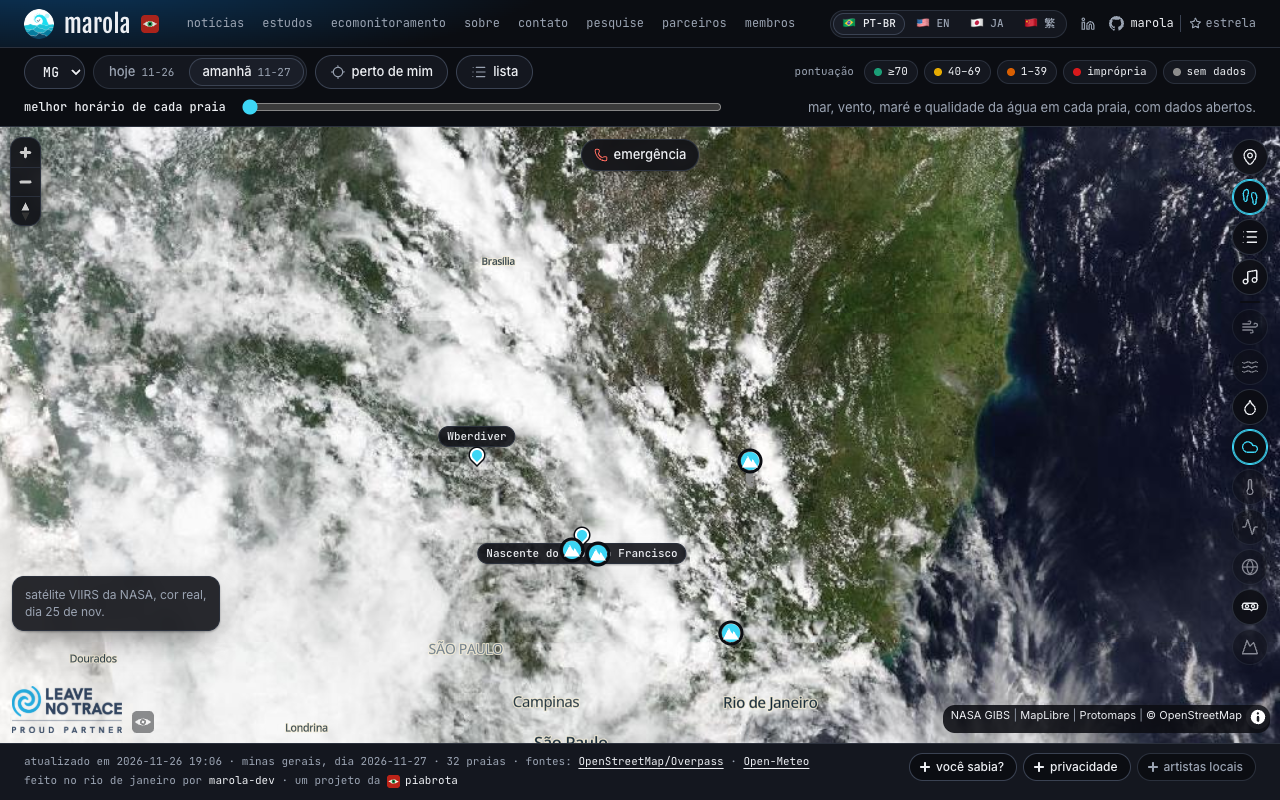 marola notícias estudos ecomonitoramento sobre contato pesquise parceiros membros PT-BR EN JA 繁 marola estrela
MG hoje 11-26 amanhã 11-27 perto de mim lista pontuação ≥70 40–69 1–39 imprópria sem dados
melhor horário de cada praia mar, vento, maré e qualidade da água em cada praia, com dados abertos.
emergência
Brasília
Wberdiver
Nascente do Francisco
satélite VIIRS da NASA, cor real,
dia 25 de nov.
SÃO PAULO
Dourados
LEAVE
NO TRACE
PROUD PARTNER
Campinas
Rio de Janeiro
Londrina
São Paulo
NASA GIBS | MapLibre | Protomaps | © OpenStreetMap
atualizado em 2026-11-26 19:06 · minas gerais, dia 2026-11-27 · 32 praias · fontes: OpenStreetMap/Overpass · Open-Meteo
feito no rio de janeiro por marola-dev · um projeto da piabrota
+ você sabia? + privacidade + artistas locais